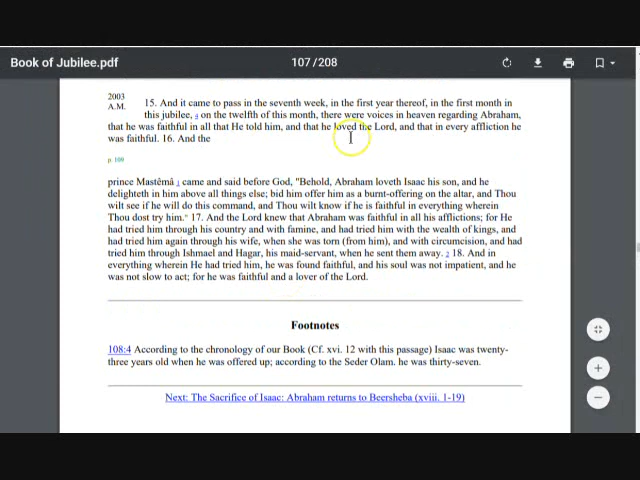 Book of Jubilee.pdf
107 / 208
2003
A.M.
15. And it came to pass in the seventh week, in the first year thereof, in the first month in
this jubilee, on the twelfth of this month, there were voices in heaven regarding Abraham,
that he was faithful in all that He told him, and that he loved the Lord, and that in every affliction he
was faithful. 16. And the
prince Mastêmâ came and said before God, "Behold, Abraham loveth Isaac his son, and he
delighteth in him above all things else; bid him offer him as a burnt-offering on the altar, and Thou
wilt see if he will do this command, and Thou wilt know if he is faithful in everything wherein
Thou dost try him." 17. And the Lord knew that Abraham was faithful in all his afflictions; for He
had tried him through his country and with famine, and had tried him with the wealth of kings, and
had tried him again through his wife, when she was torn (from him), and with circumcision, and had
tried him through Ishmael and Hagar, his maid-servant, when he sent them away. 2 18. And in
everything wherein He had tried him, he was found faithful, and his soul was not impatient, and he
was not slow to act; for he was faithful and a lover of the Lord.
Footnotes
108:4 According to the chronology of our Book (Cf. xvi. 12 with this passage) Isaac was twenty-
three years old when he was offered up; according to the Seder Olam, he was thirty-seven.
Next: The Sacrifice of Isaac: Abraham returns to Beersheba (xviii. 1-19)